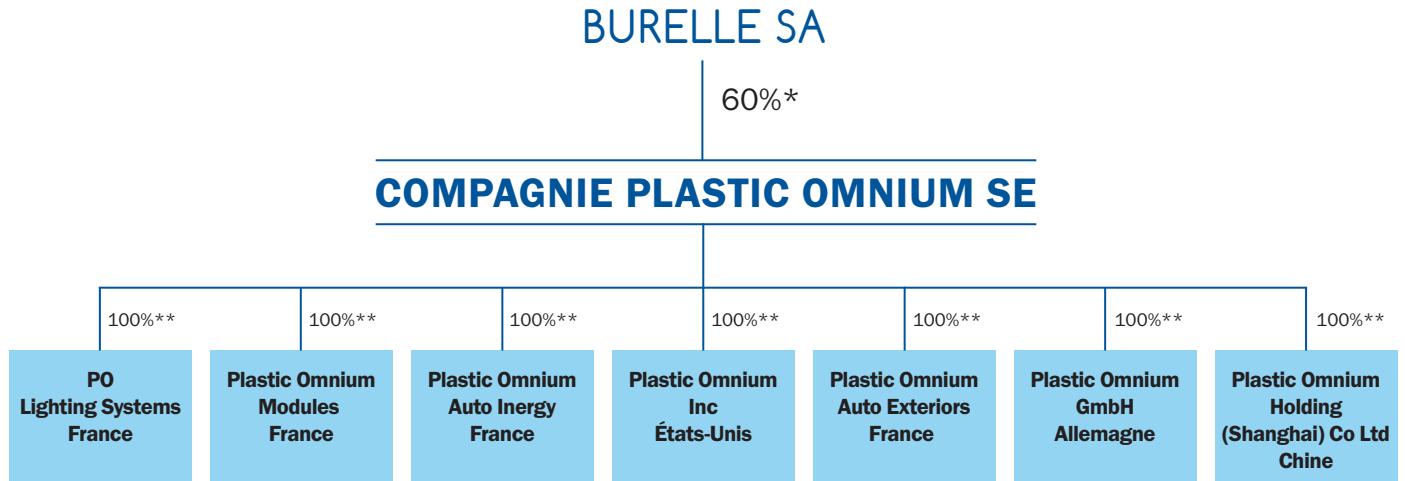 BURELLE SA
60%*
COMPAGNIE PLASTIC OMNIUM SE
100%**
100%**
100%**
100%**
100%**
100%**
100%**
PO
Lighting Systems
France
Plastic Omnium
Modules
France
Plastic Omnium
Auto Inergy
France
Plastic Omnium
Inc
États-Unis
Plastic Omnium
Auto Exteriors
France
Plastic Omnium
GmbH
Allemagne
Plastic Omnium
Holding
(Shanghai) Co Ltd
Chine